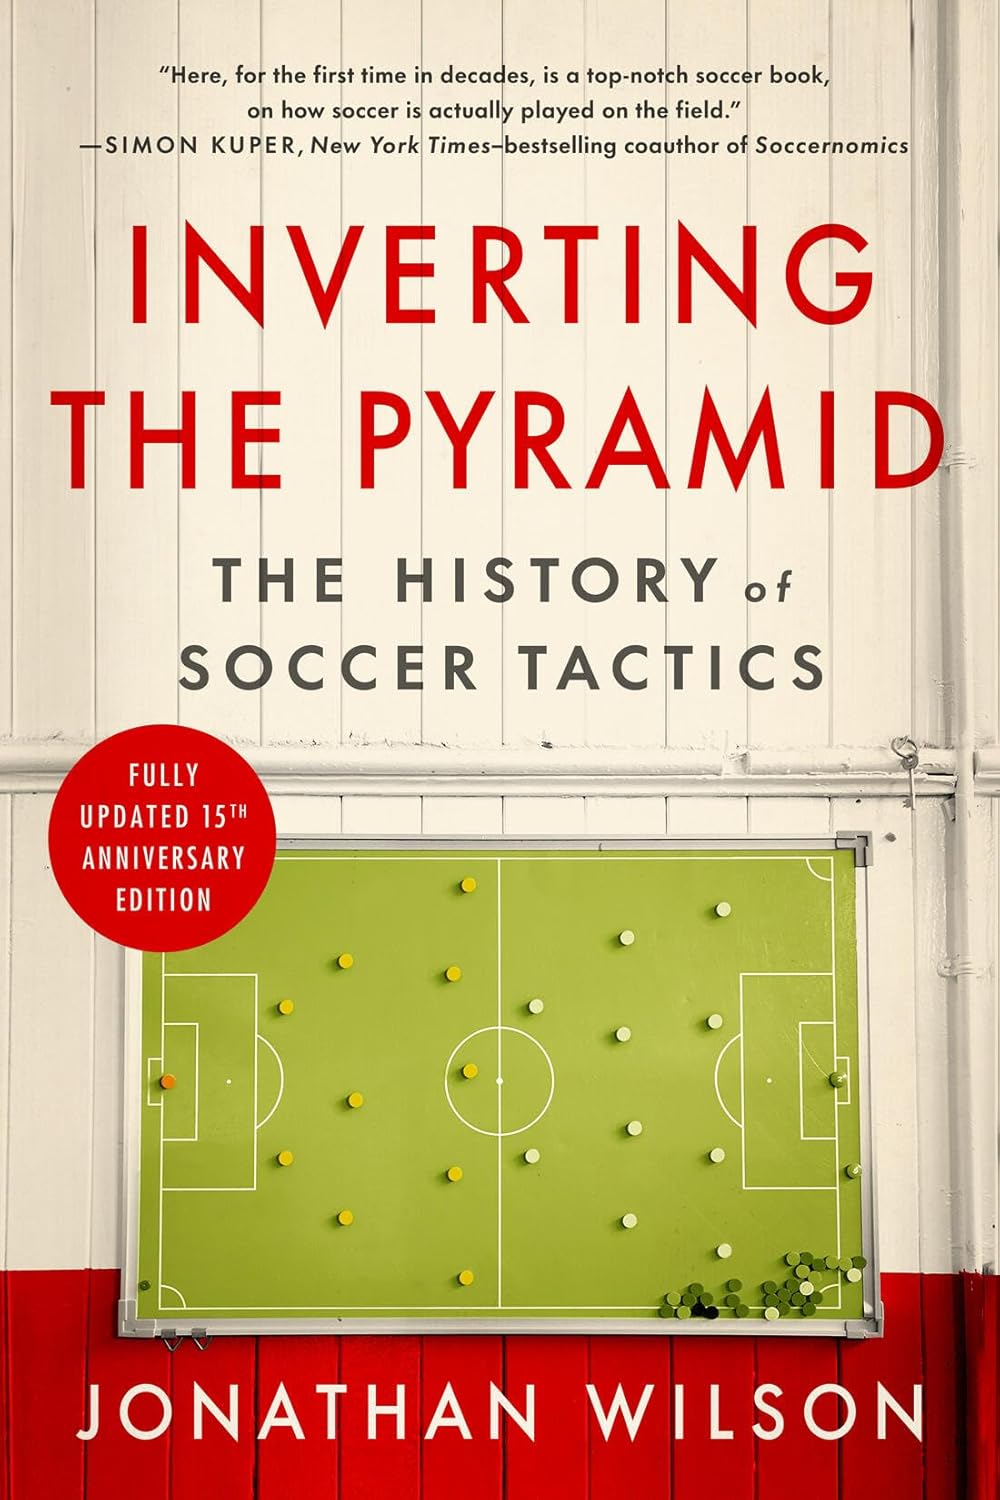 “Here, for the first time in decades, is a top-notch soccer book,
on how soccer is actually played on the field.”
—SIMON KUPER, New York Times–bestselling coauthor of Soccernomics
INVERTING
THE PYRAMID
THE HISTORY of
SOCCER TACTICS
FULLY
UPDATED 15TH
ANNIVERSARY
EDITION
JONATHAN WILSON